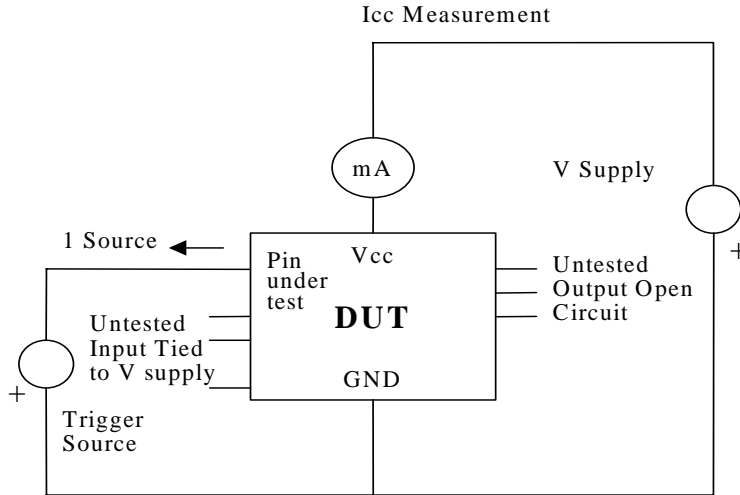 Icc Measurement
mA
V Supply
1 Source
Vcc
Pin
under
test
DUT
GND
Untested
Input Tied
to V supply
Untested
Output Open
Circuit
+
+
Trigger
Source